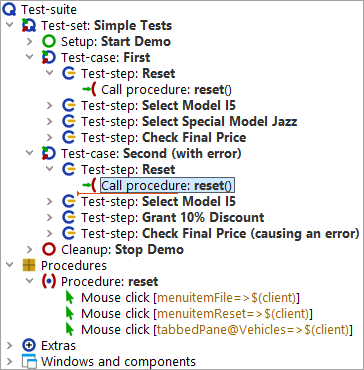 Test-suite
Test-set: Simple Tests
Setup: Start Demo
Test-case: First
Test-step: Reset
Call procedure: reset()
Test-step: Select Model I5
Test-step: Select Special Model Jazz
Test-step: Check Final Price
Test-case: Second (with error)
Test-step: Reset
Call procedure: reset()
Test-step: Select Model I5
Test-step: Grant 10% Discount
Test-step: Check Final Price (causing an error)
Cleanup: Stop Demo
Procedures
Procedure: reset
Mouse click [menuitemFile=>$(client)]
Mouse click [menuitemReset=>$(client)]
Mouse click [tabbedPane@Vehicles=>$(client)]
Extras
Windows and components